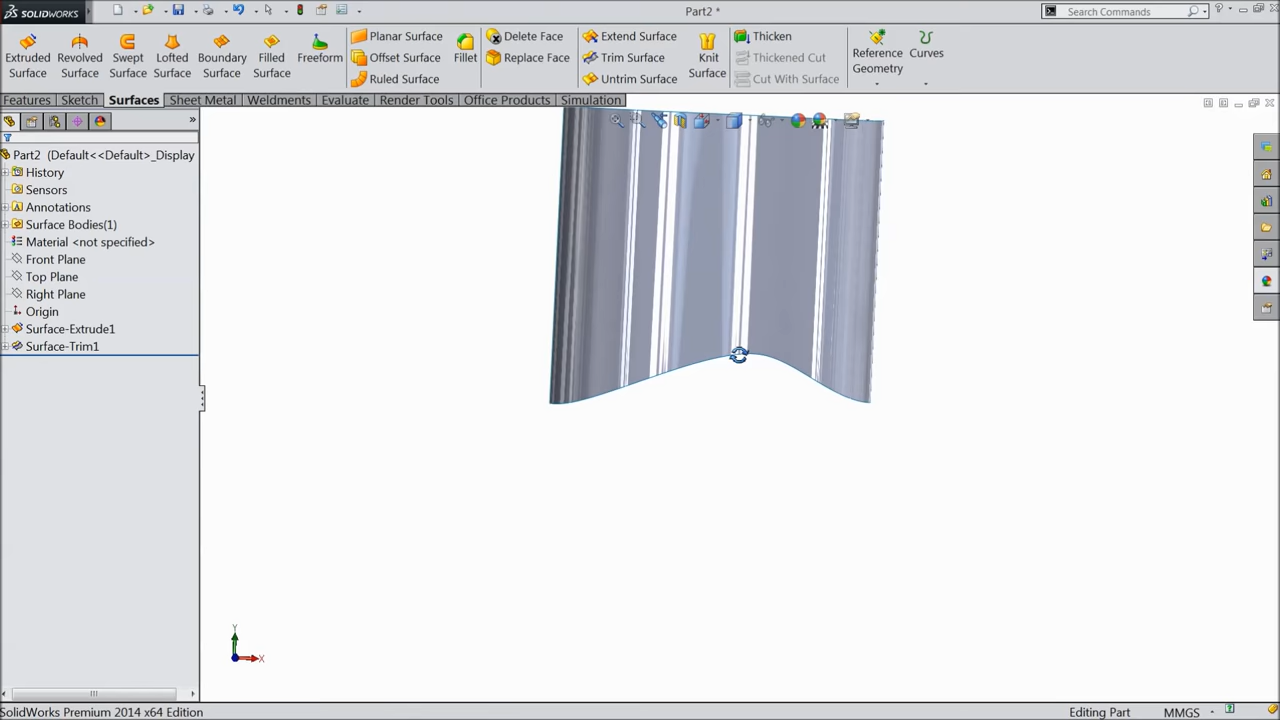 SOLIDWORKS
Part2 *
Search Commands
Extruded Surface
Revolved Surface
Swept Surface
Lofted Surface
Boundary Surface
Filled Surface
Freeform
Planar Surface
Offset Surface
Ruled Surface
Fillet
Delete Face
Replace Face
Extend Surface
Trim Surface
Untrim Surface
Knit Surface
Thicken
Thickened Cut
Cut With Surface
Reference Geometry
Curves
Features
Sketch
Surfaces
Sheet Metal
Weldments
Evaluate
Render Tools
Office Products
Simulation
Part2 (Default<<Default>_Display
History
Sensors
Annotations
Surface Bodies(1)
Material <not specified>
Front Plane
Top Plane
Right Plane
Origin
Surface-Extrude1
Surface-Trim1
Y
X
SolidWorks Premium 2014 x64 Edition
Editing Part
MMGS